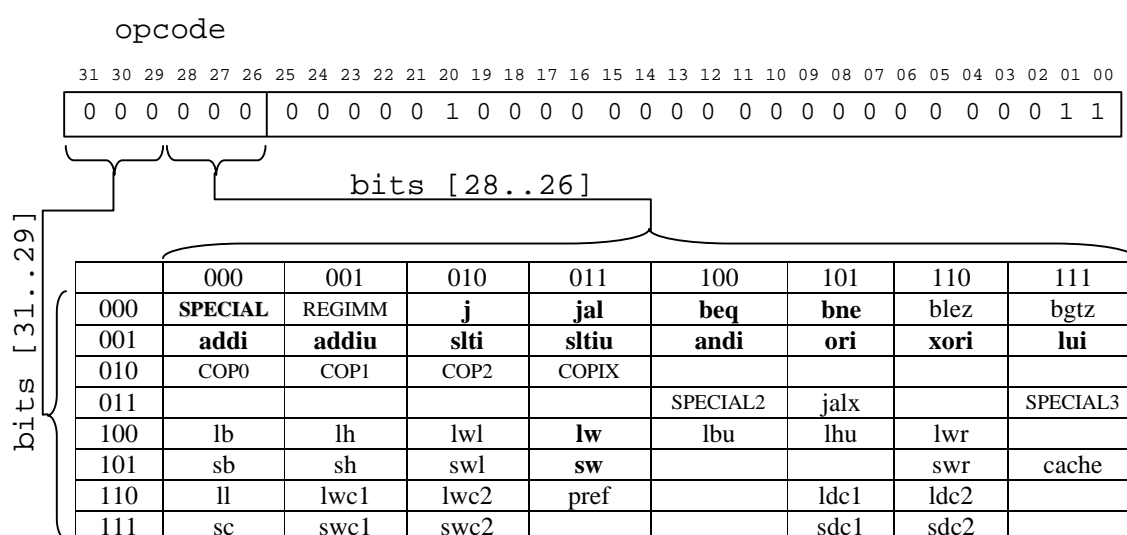 opcode
31 30 29 28 27 26 25 24 23 22 21 20 19 18 17 16 15 14 13 12 11 10 09 08 07 06 05 04 03 02 01 00
0 0 0 0 0 0 0 0 0 0 0 1 0 0 0 0 0 0 0 0 0 0 0 0 0 0 0 0 0 0 1 1
bits [28..26]
bits [31..29]
000 001 010 011 100 101 110 111
000 SPECIAL REGIMM j jal beq bne blez bgtz
001 addi addiu slti sltiu andi ori xori lui
010 COP0 COP1 COP2 COPIX
011 SPECIAL2 jalx SPECIAL3
100 lb lh lwl lw lbu lhu lwr
101 sb sh swl sw swr cache
110 ll lwc1 lwc2 pref ldc1 ldc2
111 sc swc1 swc2 sdc1 sdc2